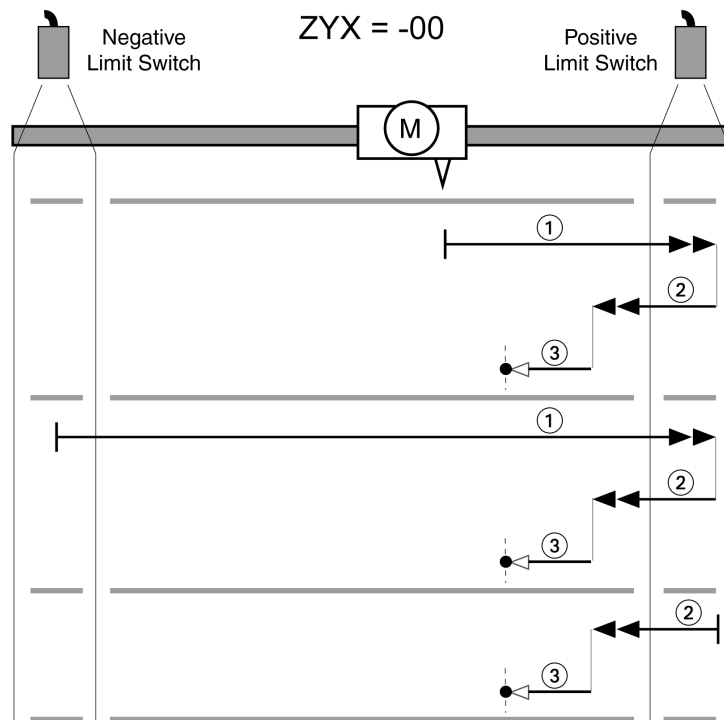 ZYX = -00
Negative
Limit Switch
Positive
Limit Switch
M
1
2
3
1
2
3
2
3